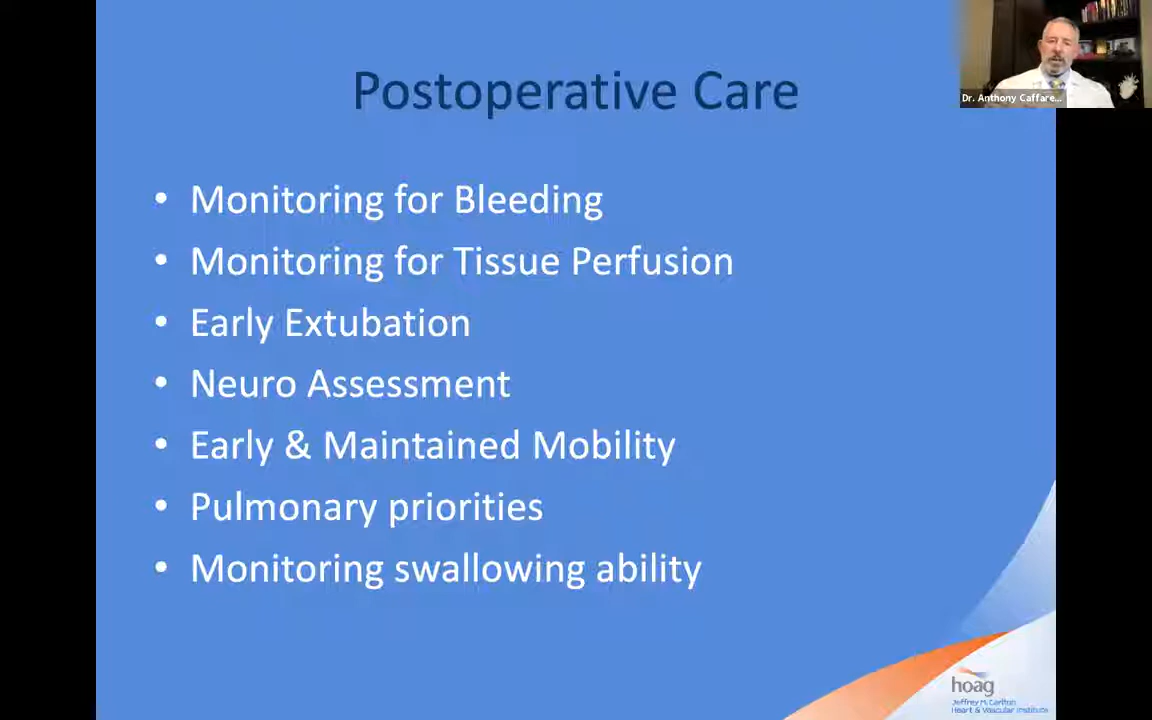 Postoperative Care
Dr. Anthony Caffare...
• Monitoring for Bleeding
• Monitoring for Tissue Perfusion
• Early Extubation
• Neuro Assessment
• Early & Maintained Mobility
• Pulmonary priorities
• Monitoring swallowing ability
hoag
Jeffrey M. Carlton
Heart & Vascular Institute